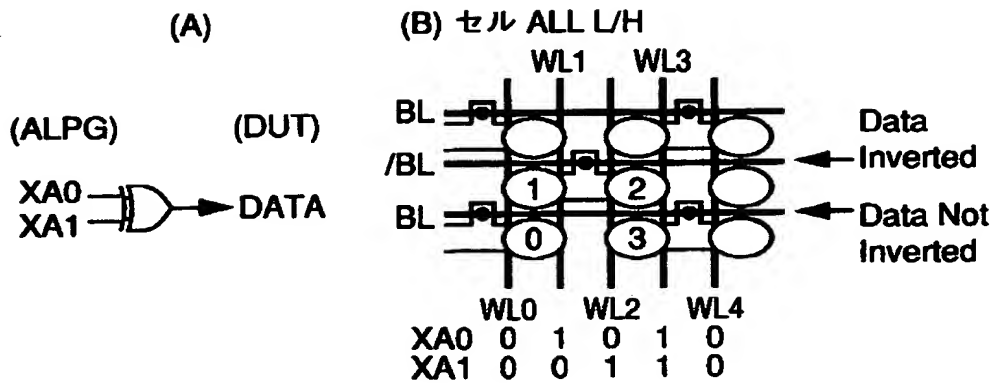 (A)
(B) セル ALL L/H
WL1 WL3
(ALPG) (DUT)
XA0
XA1
DATA
BL
/BL
BL
1 2
0 3
Data
Inverted
Data Not
Inverted
WL0 WL2 WL4
XA0 0 1 0 1 0
XA1 0 0 1 1 0